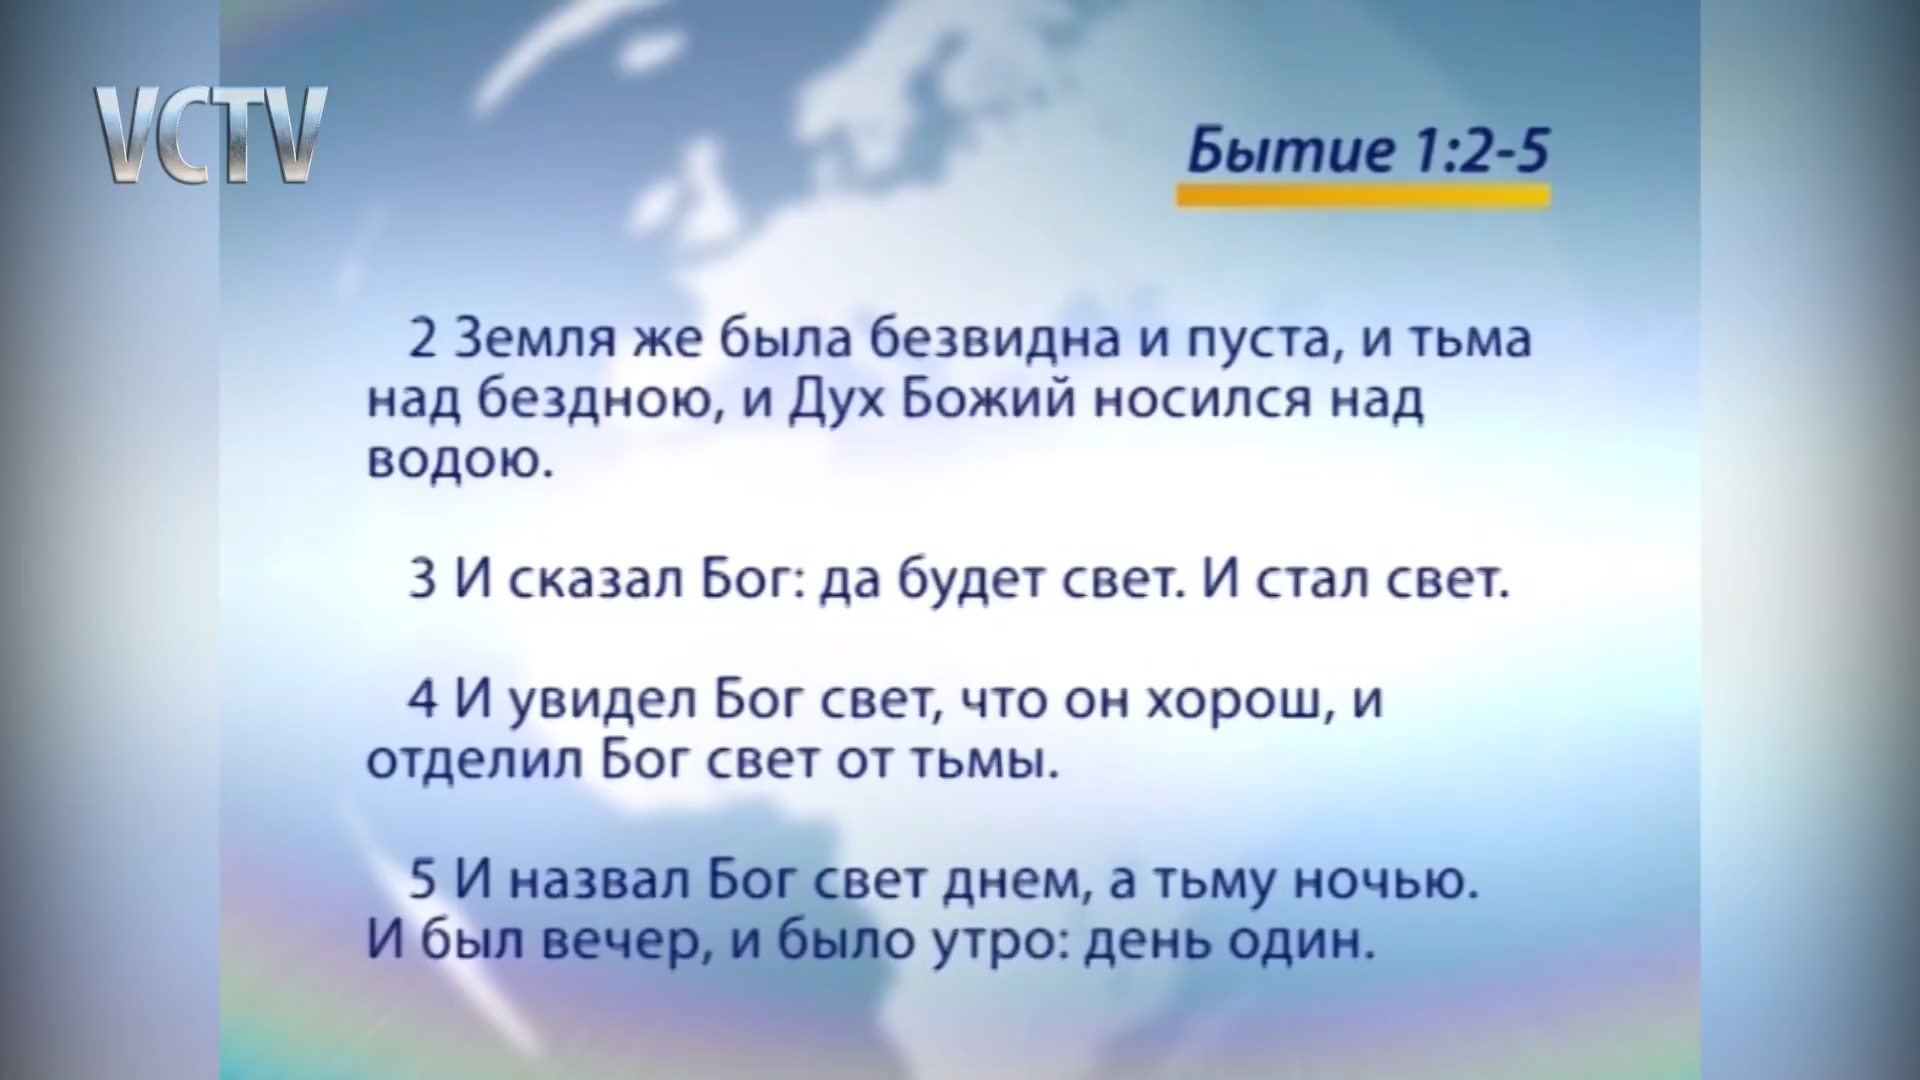 VCTV
Бытие 1:2-5
2 Земля же была безвидна и пуста, и тьма
над бездною, и Дух Божий носился над
водою.
3 И сказал Бог: да будет свет. И стал свет.
4 И увидел Бог свет, что он хорош, и
отделил Бог свет от тьмы.
5 И назвал Бог свет днем, а тьму ночью.
И был вечер, и было утро: день один.